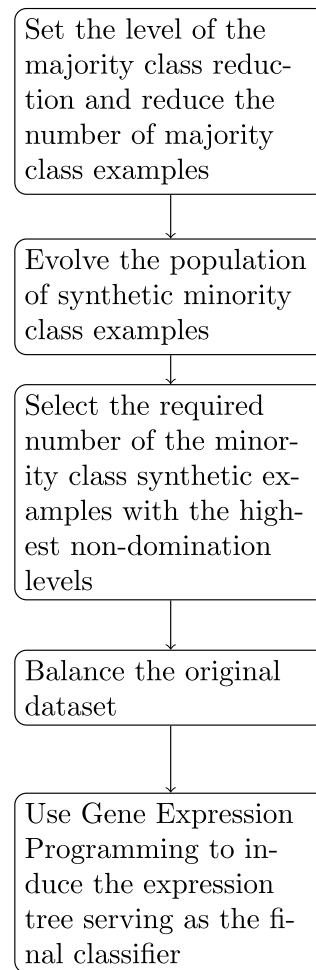 Set the level of the
majority class reduc-
tion and reduce the
number of majority
class examples
Evolve the population
of synthetic minority
class examples
Select the required
number of the minor-
ity class synthetic ex-
amples with the high-
est non-domination
levels
Balance the original
dataset
Use Gene Expression
Programming to in-
duce the expression
tree serving as the fi-
nal classifier